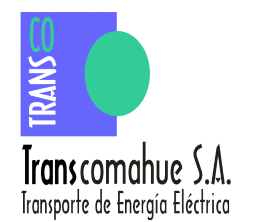 TRANSCO
Transcomahue S.A.
Transporte de Energía Eléctrica